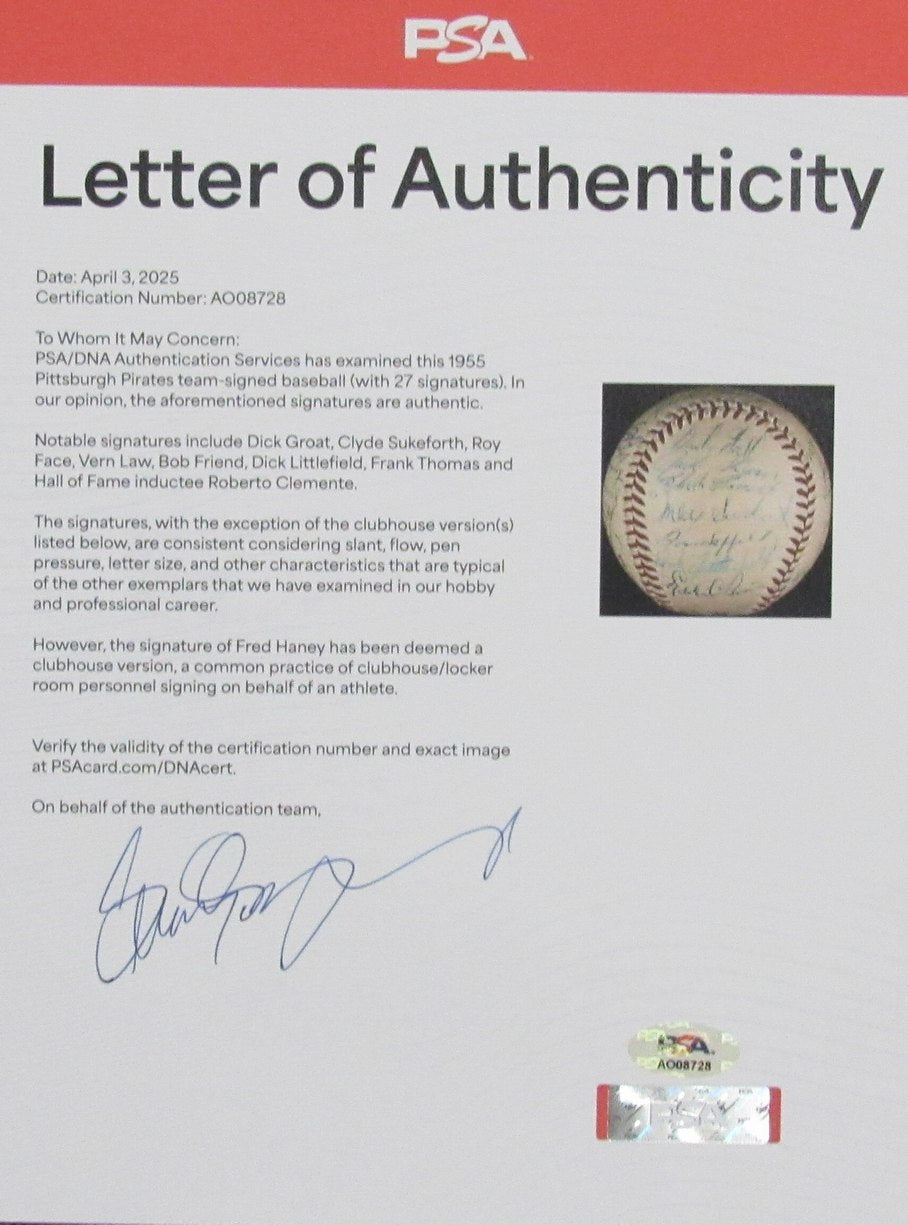 PSA
Letter of Authenticity
Date: April 3, 2025
Certification Number: AO08728
To Whom It May Concern:
PSA/DNA Authentication Services has examined this 1955
Pittsburgh Pirates team-signed baseball (with 27 signatures). In
our opinion, the aforementioned signatures are authentic.
Notable signatures include Dick Groat, Clyde Sukeforth, Roy
Face, Vern Law, Bob Friend, Dick Littlefield, Frank Thomas and
Hall of Fame inductee Roberto Clemente.
The signatures, with the exception of the clubhouse version(s)
listed below, are consistent considering slant, flow, pen
pressure, letter size, and other characteristics that are typical
of the other exemplars that we have examined in our hobby
and professional career.
However, the signature of Fred Haney has been deemed a
clubhouse version, a common practice of clubhouse/locker
room personnel signing on behalf of an athlete.
Verify the validity of the certification number and exact image
at PSAcard.com/DNAcert.
On behalf of the authentication team,
PSA
AO08728
PSA